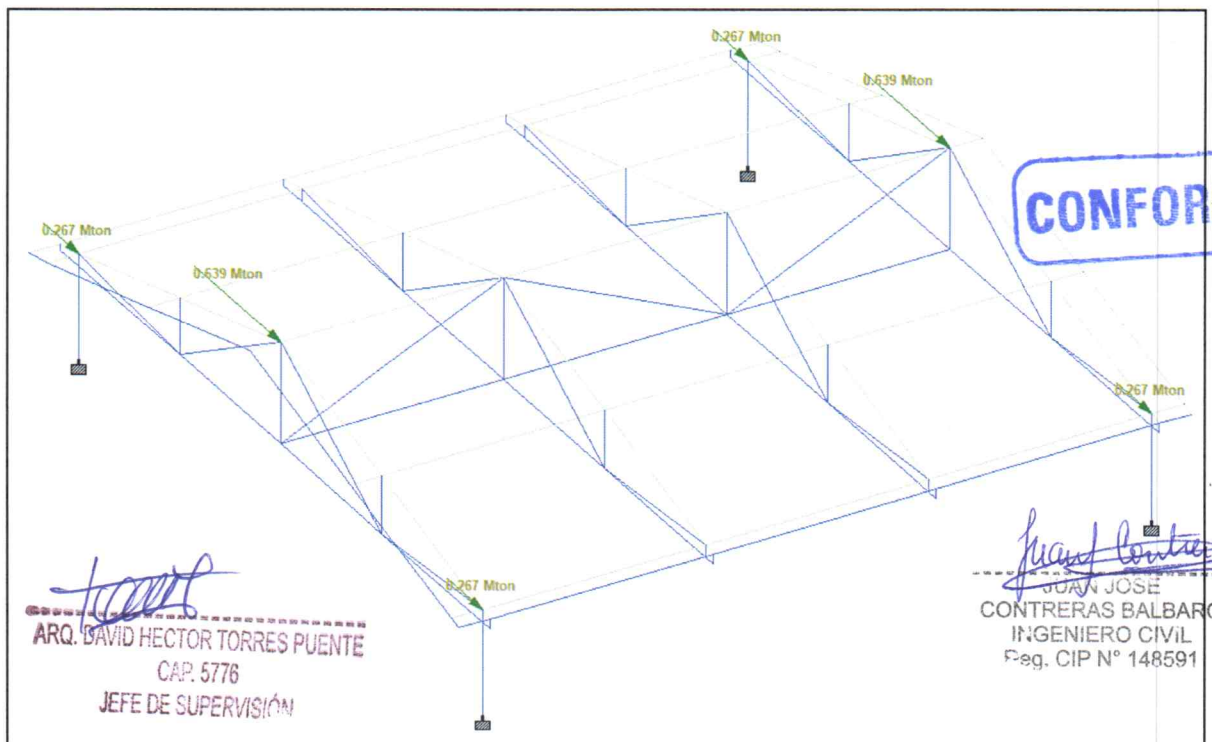 0.267 Mton
0.639 Mton
0.267 Mton
0.639 Mton
0.267 Mton
0.267 Mton
CONFOR
ARQ. DAVID HECTOR TORRES PUENTE
CAP. 5776
JEFE DE SUPERVISIÓN
JUAN JOSE
CONTRERAS BALBARO
INGENIERO CIVIL
Reg. CIP N° 148591